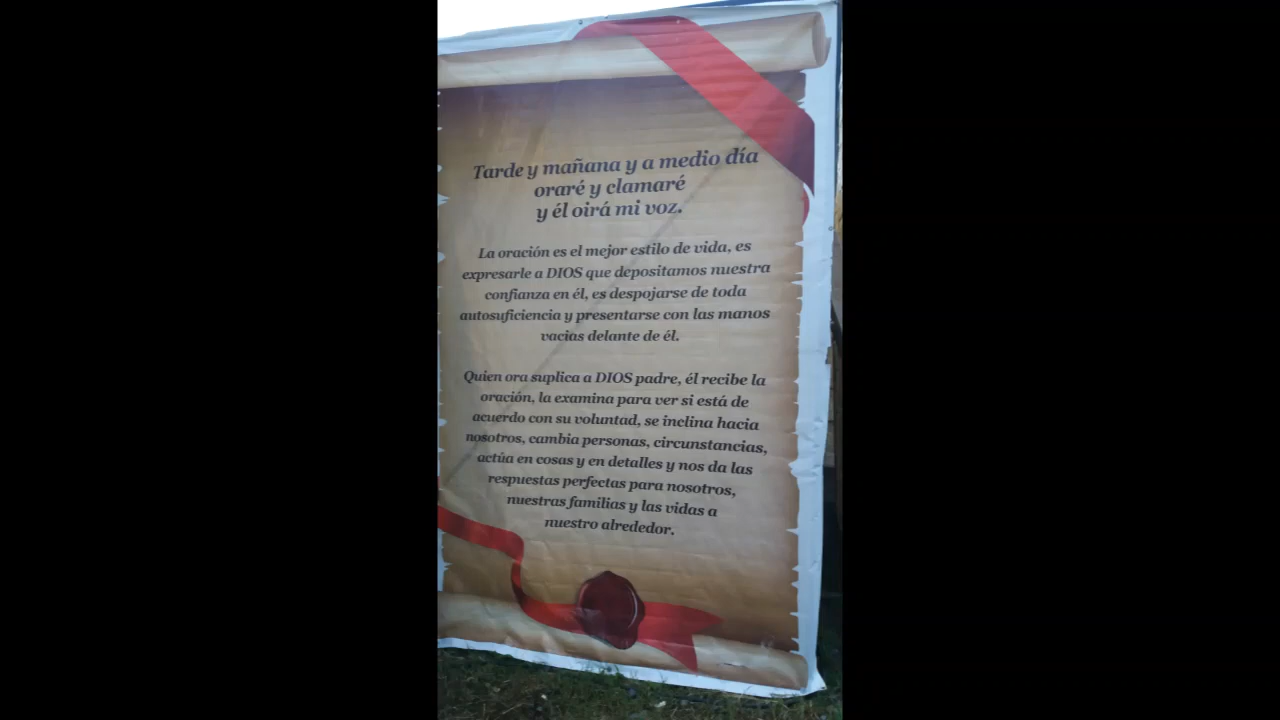 Tarde y mañana y a medio día
oraré y clamaré
y él oirá mi voz.
La oración es el mejor estilo de vida, es
expresarle a DIOS que depositamos nuestra
confianza en él, es despojarse de toda
autosuficiencia y presentarse con las manos
vacias delante de él.
Quien ora suplica a DIOS padre, él recibe la
oración, la examina para ver si está de
acuerdo con su voluntad, se inclina hacia
nosotros, cambia personas, circunstancias,
actúa en cosas y en detalles y nos da las
respuestas perfectas para nosotros,
nuestras familias y las vidas a
nuestro alrededor.